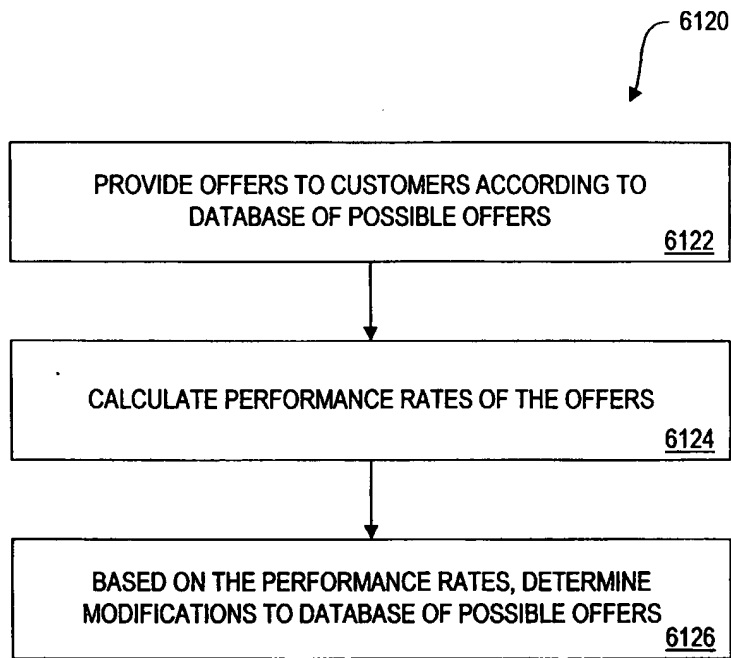 6120
PROVIDE OFFERS TO CUSTOMERS ACCORDING TO
DATABASE OF POSSIBLE OFFERS
6122
CALCULATE PERFORMANCE RATES OF THE OFFERS
6124
BASED ON THE PERFORMANCE RATES, DETERMINE
MODIFICATIONS TO DATABASE OF POSSIBLE OFFERS
6126